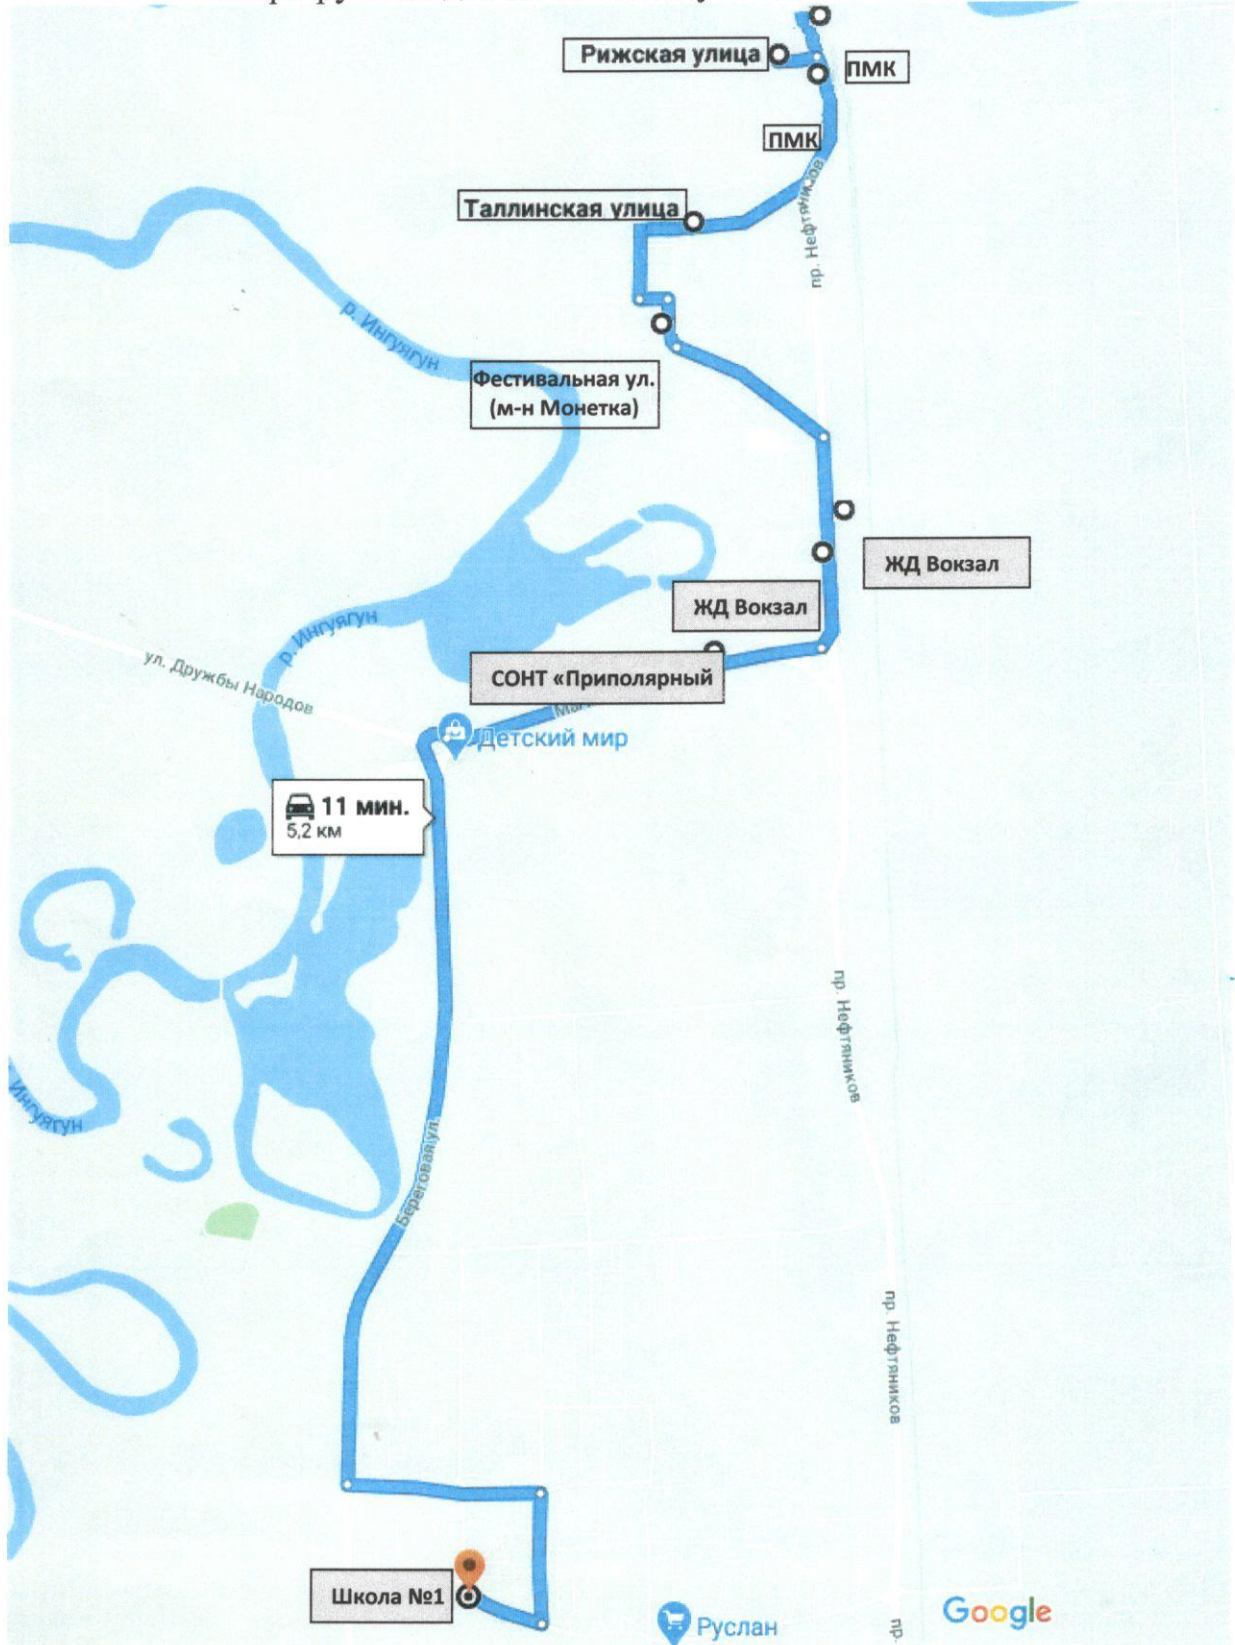 Рижская улица
ПМК
ПМК
пр. Нефтяников
Таллинская улица
р. Ингуягун
Фестивальная ул.
(м-н Монетка)
ЖД Вокзал
ЖД Вокзал
р. Ингуягун
ул. Дружбы Народов
СОНТ «Приполярный
Детский мир
11 мин.
5,2 км
пр. Нефтяников
Ингуягун
Береговая ул.
пр. Нефтяников
Школа №1
Руслан
пр.
Google